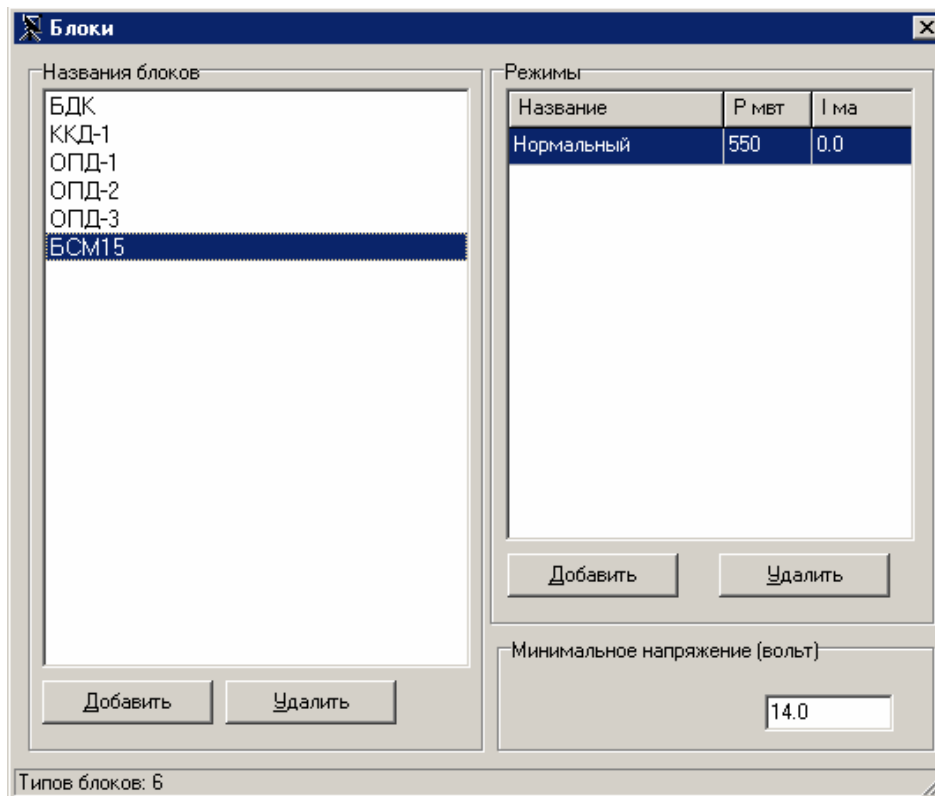 Блоки
Названия блоков
БДК
ККД-1
ОПД-1
ОПД-2
ОПД-3
БСМ15
Добавить Удалить
Режимы
Название P мвт I ма
Нормальный 550 0.0
Добавить Удалить
Минимальное напряжение (вольт)
14.0
Типов блоков: 6